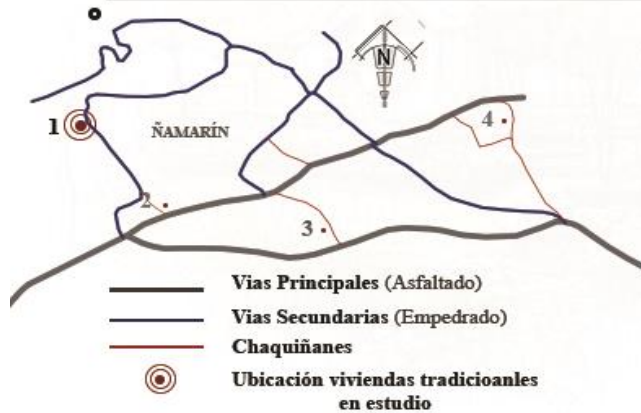 N
1
ÑAMARÍN
4
2
3
Vias Principales (Asfaltado)
Vias Secundarias (Empedrado)
Chaquiñanes
Ubicación viviendas tradicioanles
en estudio